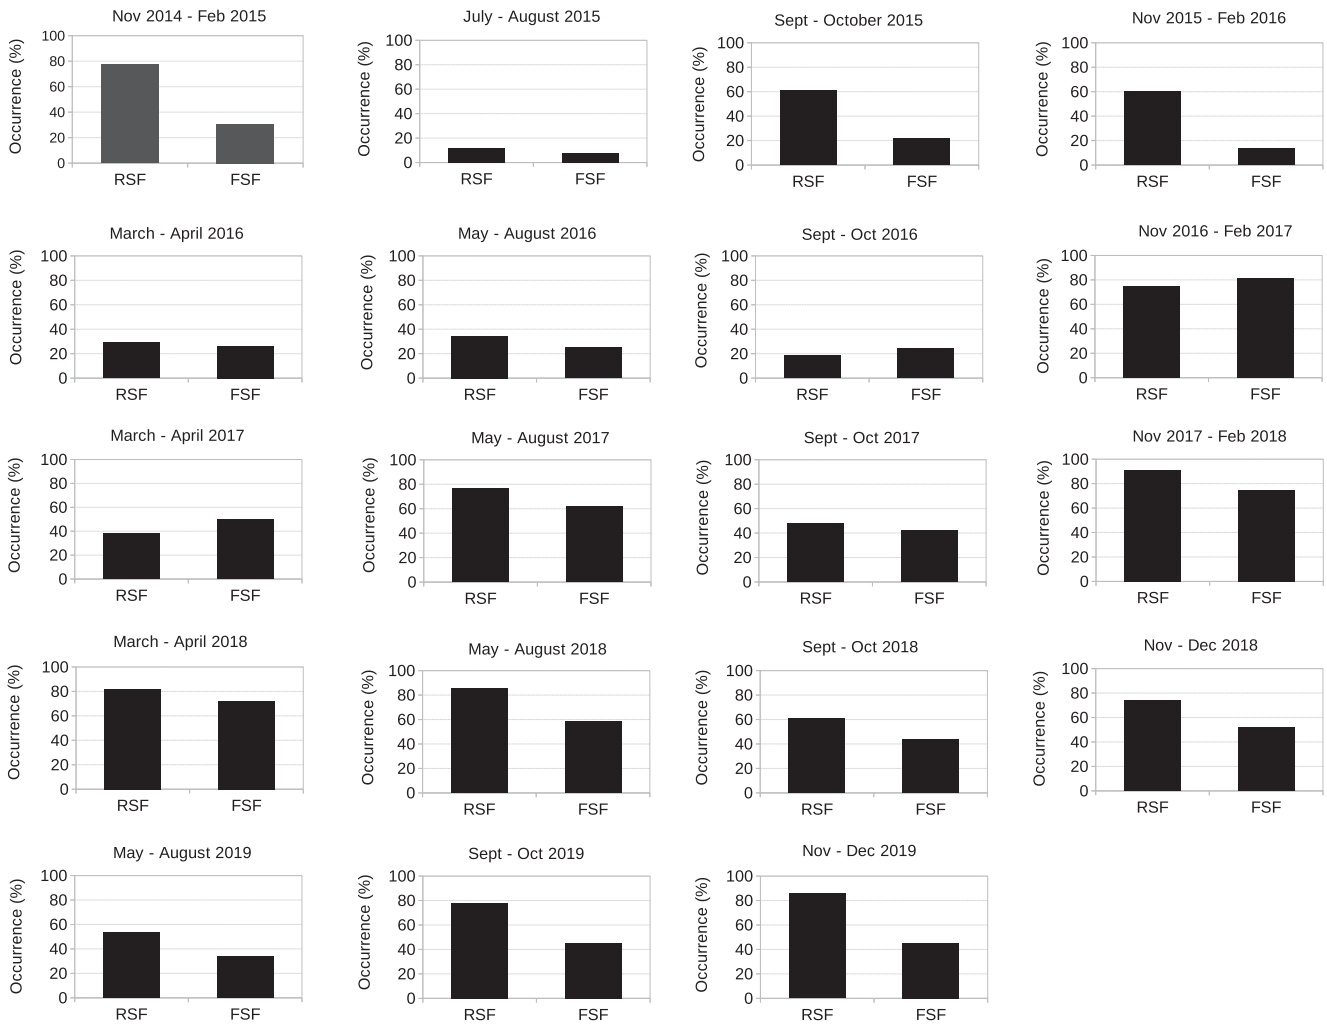 Nov 2014 - Feb 2015
Occurrence (%)
100
80
60
40
20
0
RSF FSF
July - August 2015
Occurrence (%)
100
80
60
40
20
0
RSF FSF
Sept - October 2015
Occurrence (%)
100
80
60
40
20
0
RSF FSF
Nov 2015 - Feb 2016
Occurrence (%)
100
80
60
40
20
0
RSF FSF
March - April 2016
Occurrence (%)
100
80
60
40
20
0
RSF FSF
May - August 2016
Occurrence (%)
100
80
60
40
20
0
RSF FSF
Sept - Oct 2016
Occurrence (%)
100
80
60
40
20
0
RSF FSF
Nov 2016 - Feb 2017
Occurrence (%)
100
80
60
40
20
0
RSF FSF
March - April 2017
Occurrence (%)
100
80
60
40
20
0
RSF FSF
May - August 2017
Occurrence (%)
100
80
60
40
20
0
RSF FSF
Sept - Oct 2017
Occurrence (%)
100
80
60
40
20
0
RSF FSF
Nov 2017 - Feb 2018
Occurrence (%)
100
80
60
40
20
0
RSF FSF
March - April 2018
Occurrence (%)
100
80
60
40
20
0
RSF FSF
May - August 2018
Occurrence (%)
100
80
60
40
20
0
RSF FSF
Sept - Oct 2018
Occurrence (%)
100
80
60
40
20
0
RSF FSF
Nov - Dec 2018
Occurrence (%)
100
80
60
40
20
0
RSF FSF
May - August 2019
Occurrence (%)
100
80
60
40
20
0
RSF FSF
Sept - Oct 2019
Occurrence (%)
100
80
60
40
20
0
RSF FSF
Nov - Dec 2019
Occurrence (%)
100
80
60
40
20
0
RSF FSF